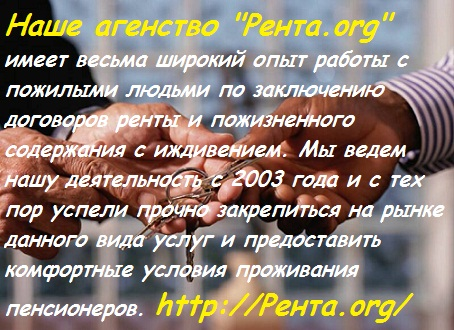 Наше агенство "Рента.org"
имеет весьма широкий опыт работы с
пожилыми людьми по заключению
договоров ренты и пожизненного
содержания с иждивением. Мы ведем
нашу деятельность с 2003 года и с тех
пор успели прочно закрепиться на рынке
данного вида услуг и предоставить
комфортные условия проживания
пенсионеров. http://Рента.org/